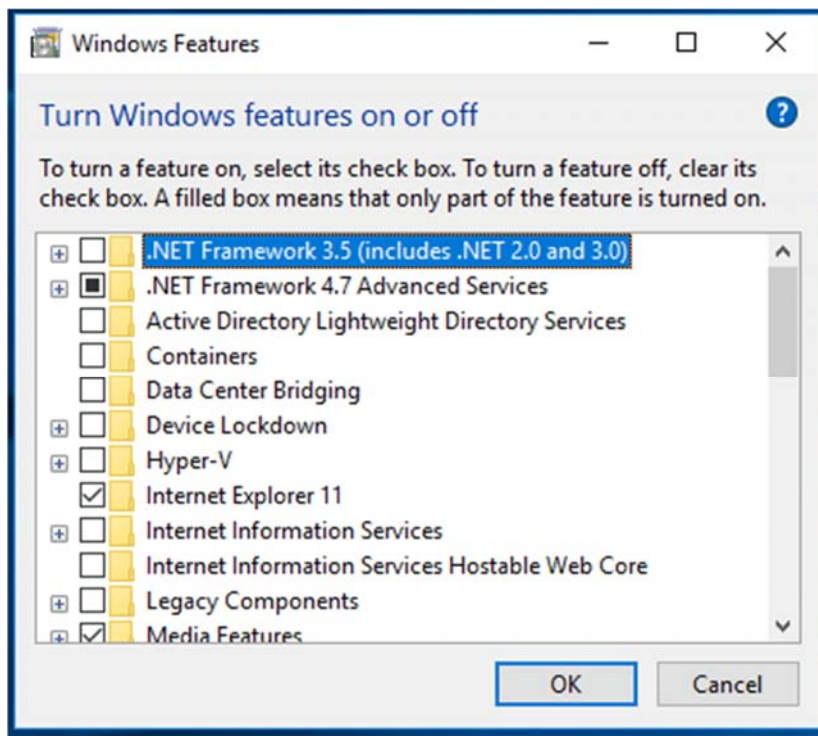 Windows Features
Turn Windows features on or off
?
To turn a feature on, select its check box. To turn a feature off, clear its
check box. A filled box means that only part of the feature is turned on.
.NET Framework 3.5 (includes .NET 2.0 and 3.0)
.NET Framework 4.7 Advanced Services
Active Directory Lightweight Directory Services
Containers
Data Center Bridging
Device Lockdown
Hyper-V
Internet Explorer 11
Internet Information Services
Internet Information Services Hostable Web Core
Legacy Components
Media Features
OK
Cancel